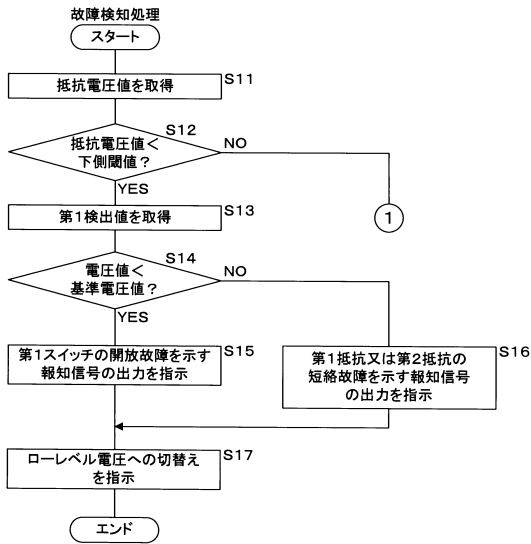 故障検知処理
スタート
抵抗電圧値を取得
S11
抵抗電圧値<
下側閾値?
S12
NO
YES
第1検出値を取得
S13
1
電圧値<
基準電圧値?
S14
NO
YES
第1スイッチの開放故障を示す
報知信号の出力を指示
S15
第1抵抗又は第2抵抗の
短絡故障を示す報知信号
の出力を指示
S16
ローレベル電圧への切替え
を指示
S17
エンド